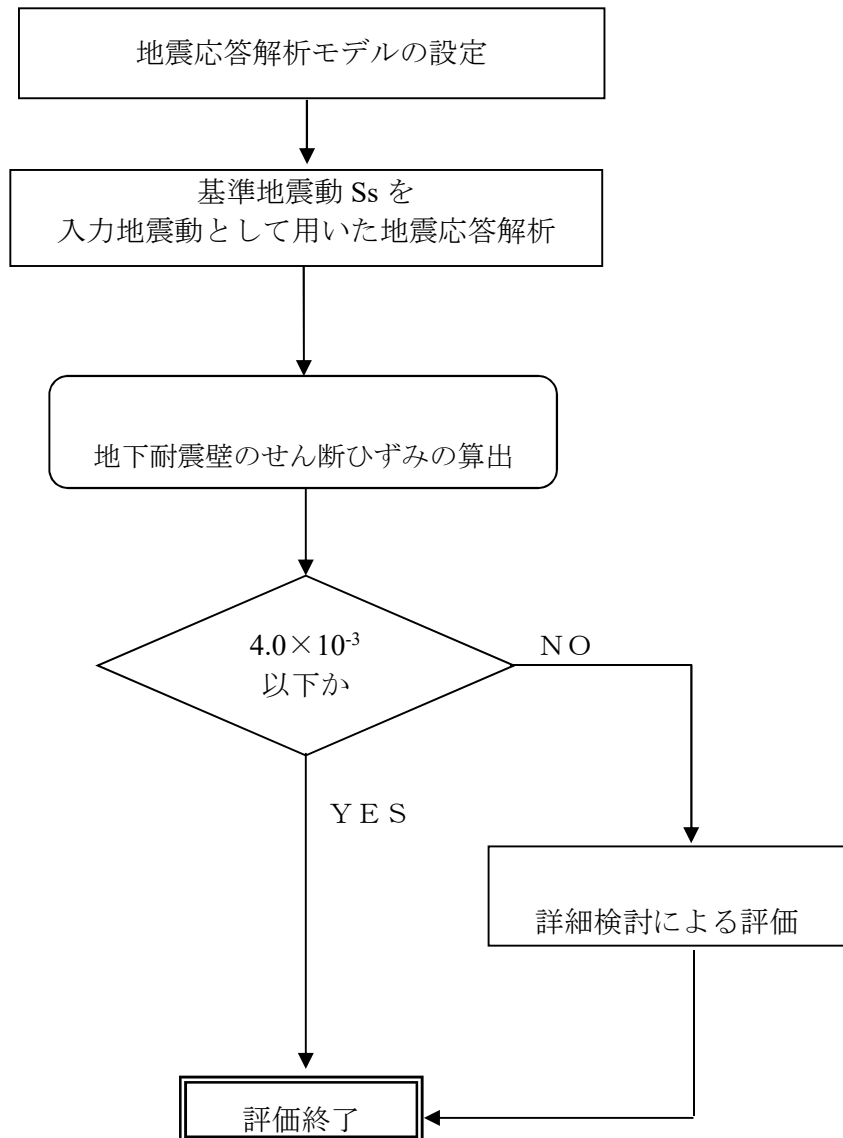 地震応答解析モデルの設定
基準地震動 Ss を
入力地震動として用いた地震応答解析
地下耐震壁のせん断ひずみの算出
4.0×10-3
以下か
ＮＯ
ＹＥＳ
詳細検討による評価
評価終了